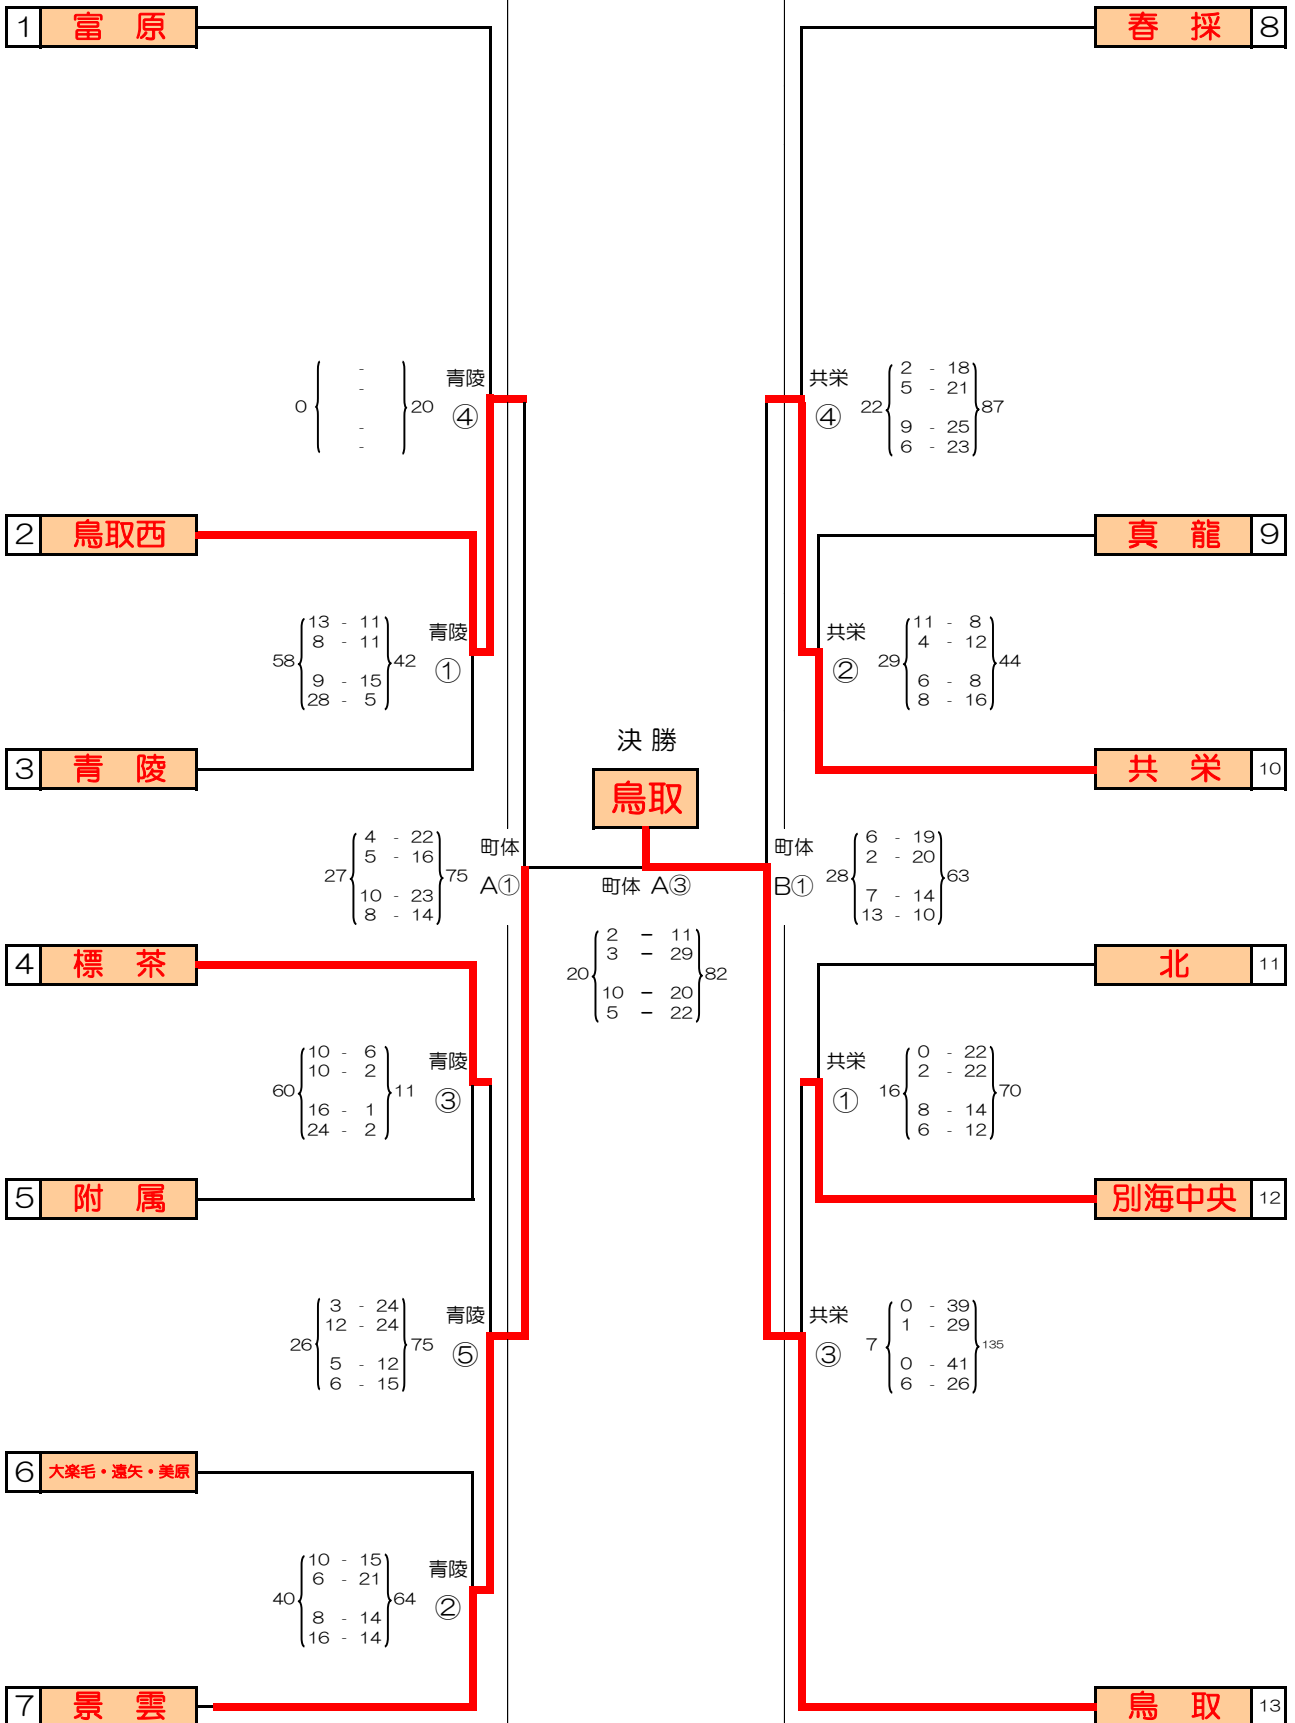 1 富 原
春 採 8
- 
-
青陵
0 20
④
-
-
共栄
2 - 18
5 - 21
④ 22 87
9 - 25
6 - 23
2 鳥取西
真 龍 9
13 - 11
8 - 11
青陵
58 42
①
9 - 15
28 - 5
共栄
11 - 8
4 - 12
② 29 44
6 - 8
8 - 16
3 青 陵
決 勝
鳥取
共 栄 10
4 - 22
5 - 16
町体
27 75
A①
10 - 23
8 - 14
町体 A③
2 - 11
3 - 29
20 82
10 - 20
5 - 22
町体
6 - 19
2 - 20
B① 28 63
7 - 14
13 - 10
4 標 茶
北 11
10 - 6
10 - 2
青陵
60 11
③
16 - 1
24 - 2
共栄
0 - 22
2 - 22
① 16 70
8 - 14
6 - 12
5 附 属
別海中央 12
3 - 24
12 - 24
青陵
26 75
⑤
5 - 12
6 - 15
共栄
0 - 39
1 - 29
③ 7 135
0 - 41
6 - 26
6 大楽毛・遠矢・美原
10 - 15
6 - 21
青陵
40 64
②
8 - 14
16 - 14
7 景 雲
鳥 取 13